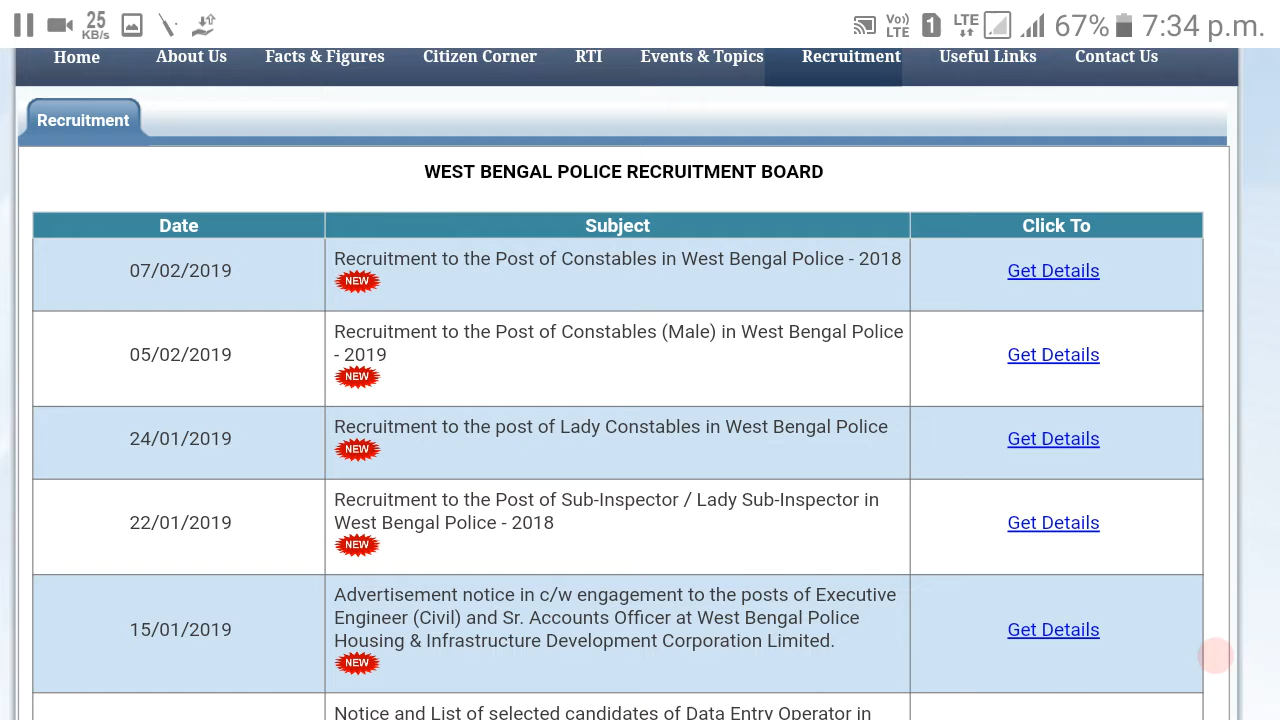 25 KB/s Vo)) LTE 1 LTE 67% 7:34 p.m.
Home About Us Facts & Figures Citizen Corner RTI Events & Topics Recruitment Useful Links Contact Us
Recruitment
WEST BENGAL POLICE RECRUITMENT BOARD
Date Subject Click To
07/02/2019 Recruitment to the Post of Constables in West Bengal Police - 2018 Get Details
NEW
05/02/2019 Recruitment to the Post of Constables (Male) in West Bengal Police Get Details
- 2019
NEW
24/01/2019 Recruitment to the post of Lady Constables in West Bengal Police Get Details
NEW
22/01/2019 Recruitment to the Post of Sub-Inspector / Lady Sub-Inspector in Get Details
West Bengal Police - 2018
NEW
15/01/2019 Advertisement notice in c/w engagement to the posts of Executive Get Details
Engineer (Civil) and Sr. Accounts Officer at West Bengal Police
Housing & Infrastructure Development Corporation Limited.
NEW
Notice and List of selected candidates of Data Entry Operator in